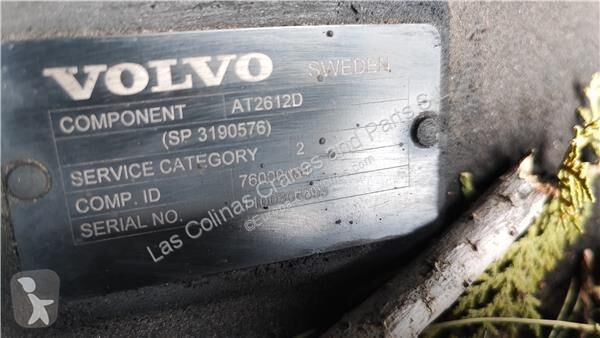 VOLVO SWEDEN
COMPONENT AT2612D
(SP 3190576)
SERVICE CATEGORY 2
COMP. ID
SERIAL NO.
Las Colinas Cranes and Parts s